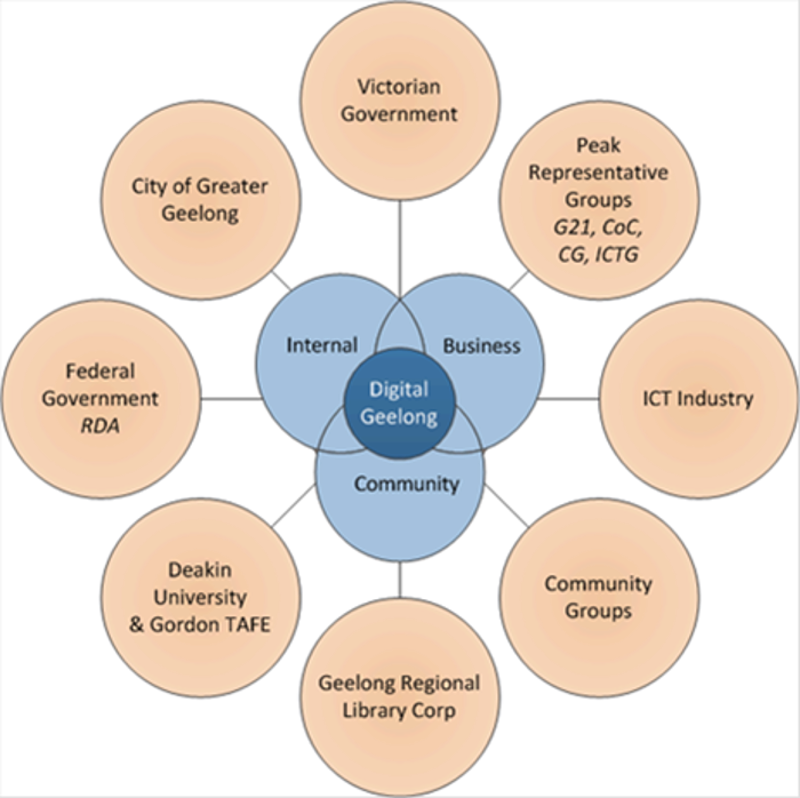 Victorian
Government
Peak
Representative
Groups
G21, CoC,
CG, ICTG
City of Greater
Geelong
Internal
Business
Digital
Geelong
Community
Federal
Government
RDA
ICT Industry
Deakin
University
& Gordon TAFE
Community
Groups
Geelong Regional
Library Corp